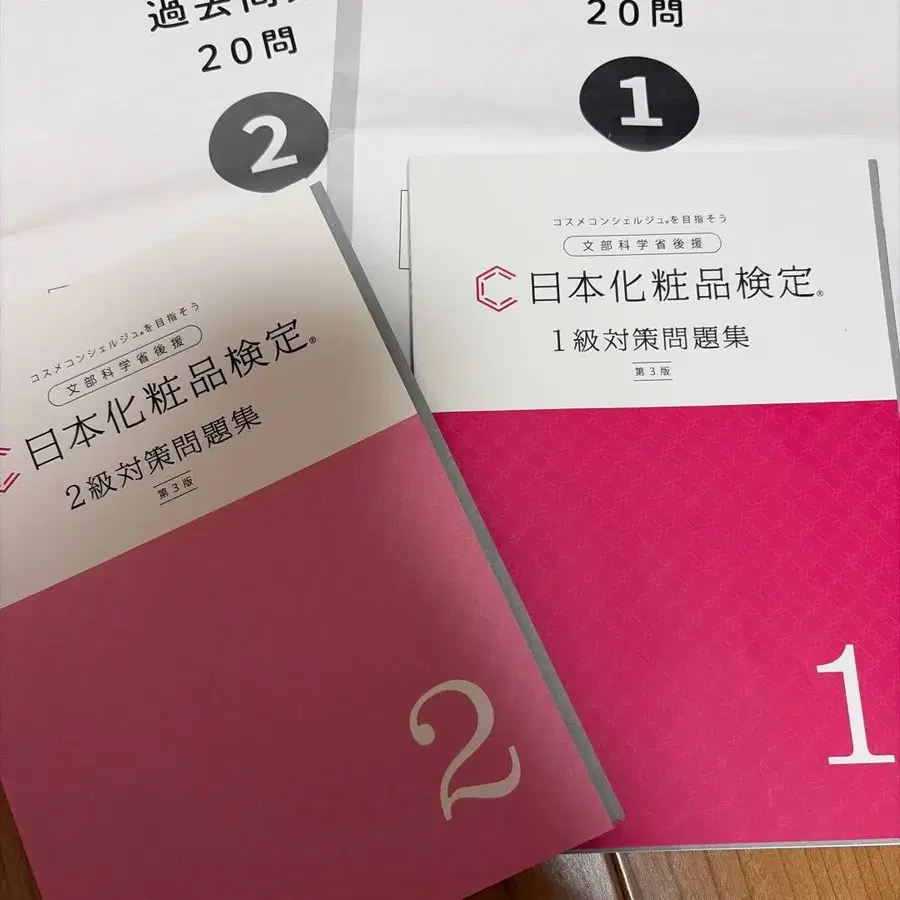 過去問
20問
2
20問
1
コスメコンシェルジュ®を目指そう
文部科学省後援
日本化粧品検定®
2級対策問題集
第3版
2
コスメコンシェルジュ®を目指そう
文部科学省後援
日本化粧品検定®
1級対策問題集
第3版
1